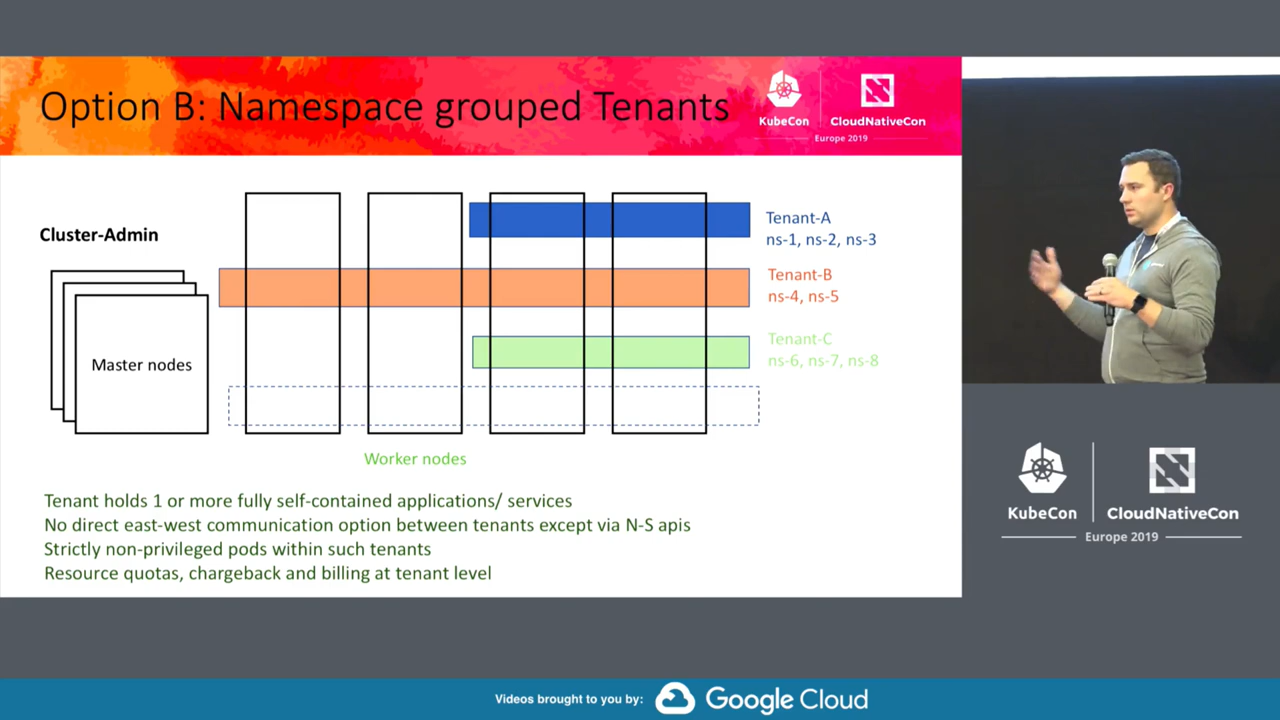 Option B: Namespace grouped Tenants
KubeCon
CloudNativeCon
Europe 2019
Cluster-Admin
Master nodes
Tenant-A
ns-1, ns-2, ns-3
Tenant-B
ns-4, ns-5
Tenant-C
ns-6, ns-7, ns-8
Worker nodes
Tenant holds 1 or more fully self-contained applications/ services
No direct east-west communication option between tenants except via N-S apis
Strictly non-privileged pods within such tenants
Resource quotas, chargeback and billing at tenant level
KubeCon
CloudNativeCon
Europe 2019
Videos brought to you by:
Google Cloud